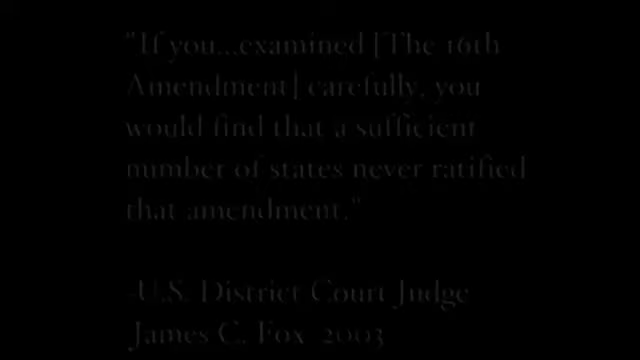 "If you...examined [The 16th
Amendment] carefully, you
would find that a sufficient
number of states never ratified
that amendment."
-U.S. District Court Judge
James C. Fox 2003